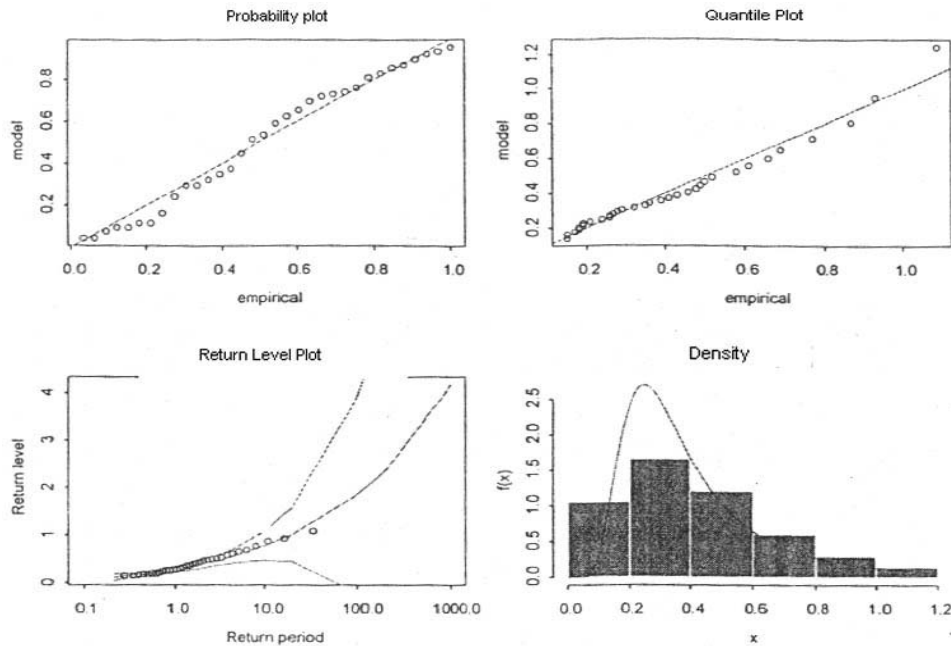 Probability plot
model
0.2 0.4 0.6 0.8
0.0 0.2 0.4 0.6 0.8 1.0
empirical
Quantile Plot
model
0.2 0.4 0.6 0.8 1.0 1.2
0.2 0.4 0.6 0.8 1.0
empirical
Return Level Plot
Return level
0 1 2 3 4
0.1 1.0 10.0 100.0 1000.0
Return period
Density
f(x)
0.0 0.5 1.0 1.5 2.0 2.5
0.0 0.2 0.4 0.6 0.8 1.0 1.2
x